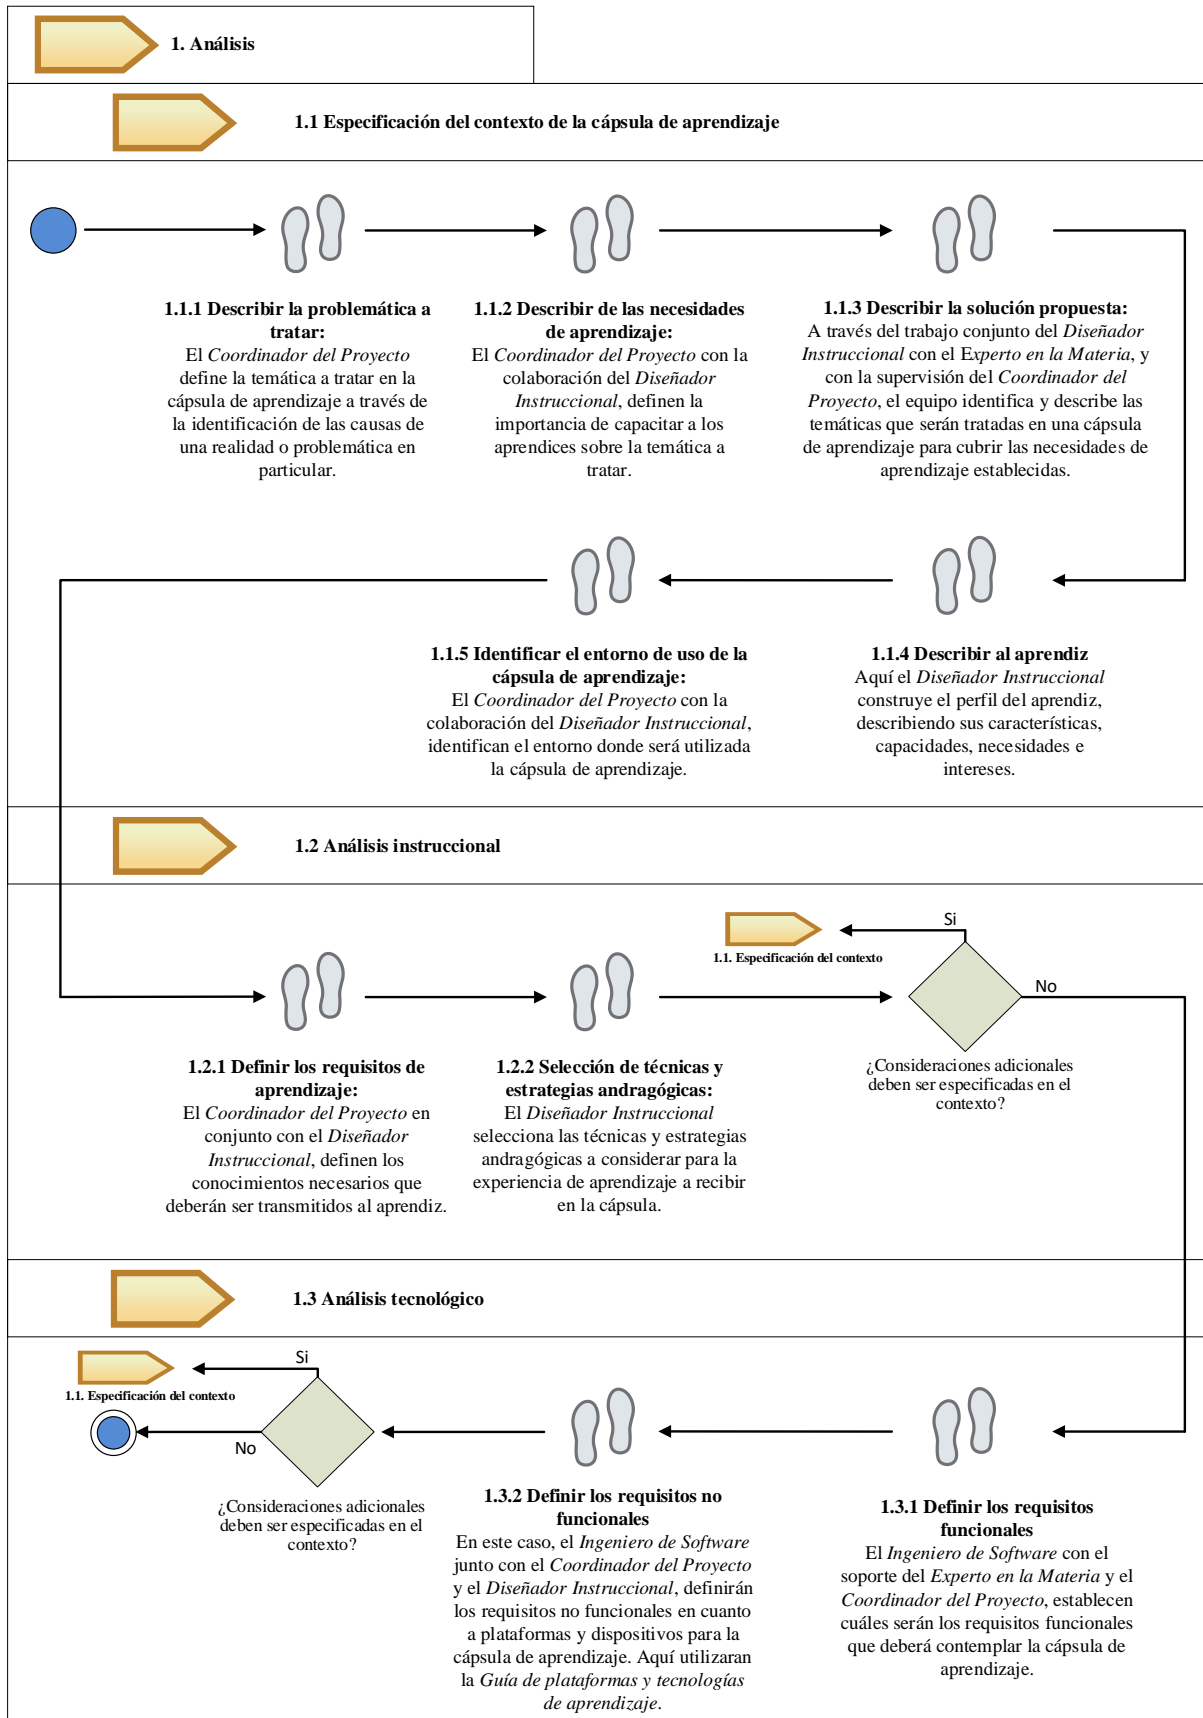 1. Análisis
1.1 Especificación del contexto de la cápsula de aprendizaje
1.1.1 Describir la problemática a
tratar:
El Coordinador del Proyecto
define la temática a tratar en la
cápsula de aprendizaje a través de
la identificación de las causas de
una realidad o problemática en
particular.
1.1.2 Describir de las necesidades
de aprendizaje:
El Coordinador del Proyecto con la
colaboración del Diseñador
Instruccional, definen la
importancia de capacitar a los
aprendices sobre la temática a
tratar.
1.1.3 Describir la solución propuesta:
A través del trabajo conjunto del Diseñador
Instruccional con el Experto en la Materia, y
con la supervisión del Coordinador del
Proyecto, el equipo identifica y describe las
temáticas que serán tratadas en una cápsula
de aprendizaje para cubrir las necesidades de
aprendizaje establecidas.
1.1.4 Describir al aprendiz
Aquí el Diseñador Instruccional
construye el perfil del aprendiz,
describiendo sus características,
capacidades, necesidades e
intereses.
1.1.5 Identificar el entorno de uso de la
cápsula de aprendizaje:
El Coordinador del Proyecto con la
colaboración del Diseñador Instruccional,
identifican el entorno donde será utilizada
la cápsula de aprendizaje.
1.2 Análisis instruccional
1.2.1 Definir los requisitos de
aprendizaje:
El Coordinador del Proyecto en
conjunto con el Diseñador
Instruccional, definen los
conocimientos necesarios que
deberán ser transmitidos al aprendiz.
1.2.2 Selección de técnicas y
estrategias andragógicas:
El Diseñador Instruccional
selecciona las técnicas y estrategias
andragógicas a considerar para la
experiencia de aprendizaje a recibir
en la cápsula.
Si
1.1. Especificación del contexto
No
¿Consideraciones adicionales
deben ser especificadas en el
contexto?
1.3 Análisis tecnológico
1.3.1 Definir los requisitos
funcionales
El Ingeniero de Software con el
soporte del Experto en la Materia y el
Coordinador del Proyecto, establecen
cuáles serán los requisitos funcionales
que deberá contemplar la cápsula de
aprendizaje.
1.3.2 Definir los requisitos no
funcionales
En este caso, el Ingeniero de Software
junto con el Coordinador del Proyecto
y el Diseñador Instruccional, definirán
los requisitos no funcionales en cuanto
a plataformas y dispositivos para la
cápsula de aprendizaje. Aquí utilizaran
la Guía de plataformas y tecnologías
de aprendizaje.
Si
1.1. Especificación del contexto
No
¿Consideraciones adicionales
deben ser especificadas en el
contexto?